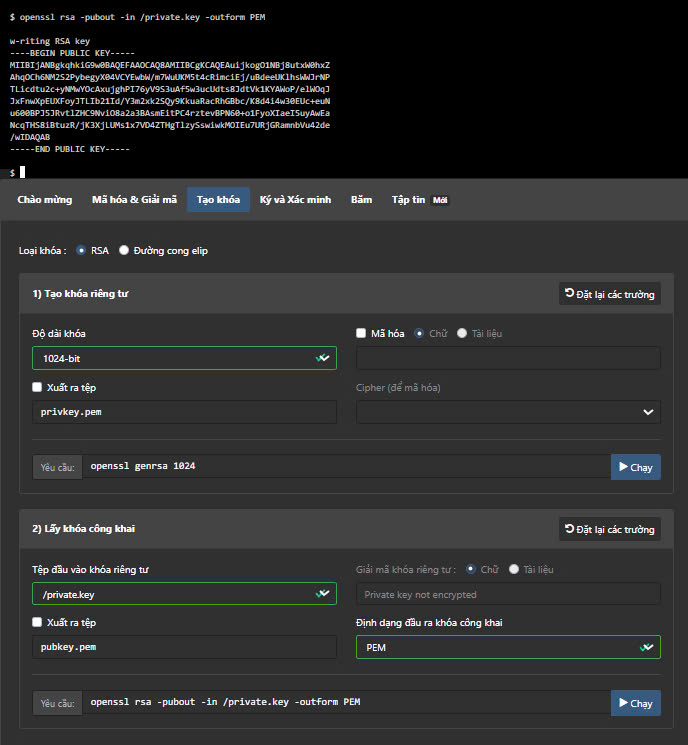 $ openssl rsa -pubout -in /private.key -outform PEM
w-riting RSA key
----BEGIN PUBLIC KEY-----
MIIBIjANBgkqhkiG9w0BAQEFAAOCAQ8AMIIBCgKCAQEAuijkogO1NBj8utxW0hxZ
AhqOCh6NM2S2PybegyX04VCYEwbW/m7WuUKM5t4cRimciEj/uBdeeUKlhsWWJrNP
TLicdtu2c+yNMwYOcAxujghPI76yV9S3uAf5w3ucUdts8JdtVk1KYAWoP/elWOqJ
JxFnwXpEUXFoyJTLIb21Id/Y3m2xk2SQy9KkuaRacRhGBbc/K8d4i4w30EUc+euN
u600BPJ5JRvtlZHC9NviO8a2a3BAsmEitPC4rztevBPN60+o1FyoXIaeI5uyAwEa
NcqTHS8iBtuzR/jK3XjLUMs1x7VD4ZTHgTlzySswiwkMOIEu7URjGRamnbVu42de
/wIDAQAB
-----END PUBLIC KEY-----
$
Chào mừng Mã hóa & Giải mã Tạo khóa Ký và Xác minh Băm Tập tin Mới
Loại khóa : RSA Đường cong elip
1) Tạo khóa riêng tư Đặt lại các trường
Độ dài khóa Mã hóa Chữ Tài liệu
1024-bit
Xuất ra tệp Cipher (để mã hóa)
privkey.pem
Yêu cầu: openssl genrsa 1024 Chạy
2) Lấy khóa công khai Đặt lại các trường
Tệp đầu vào khóa riêng tư Giải mã khóa riêng tư : Chữ Tài liệu
/private.key Private key not encrypted
Xuất ra tệp Định dạng đầu ra khóa công khai
pubkey.pem PEM
Yêu cầu: openssl rsa -pubout -in /private.key -outform PEM Chạy